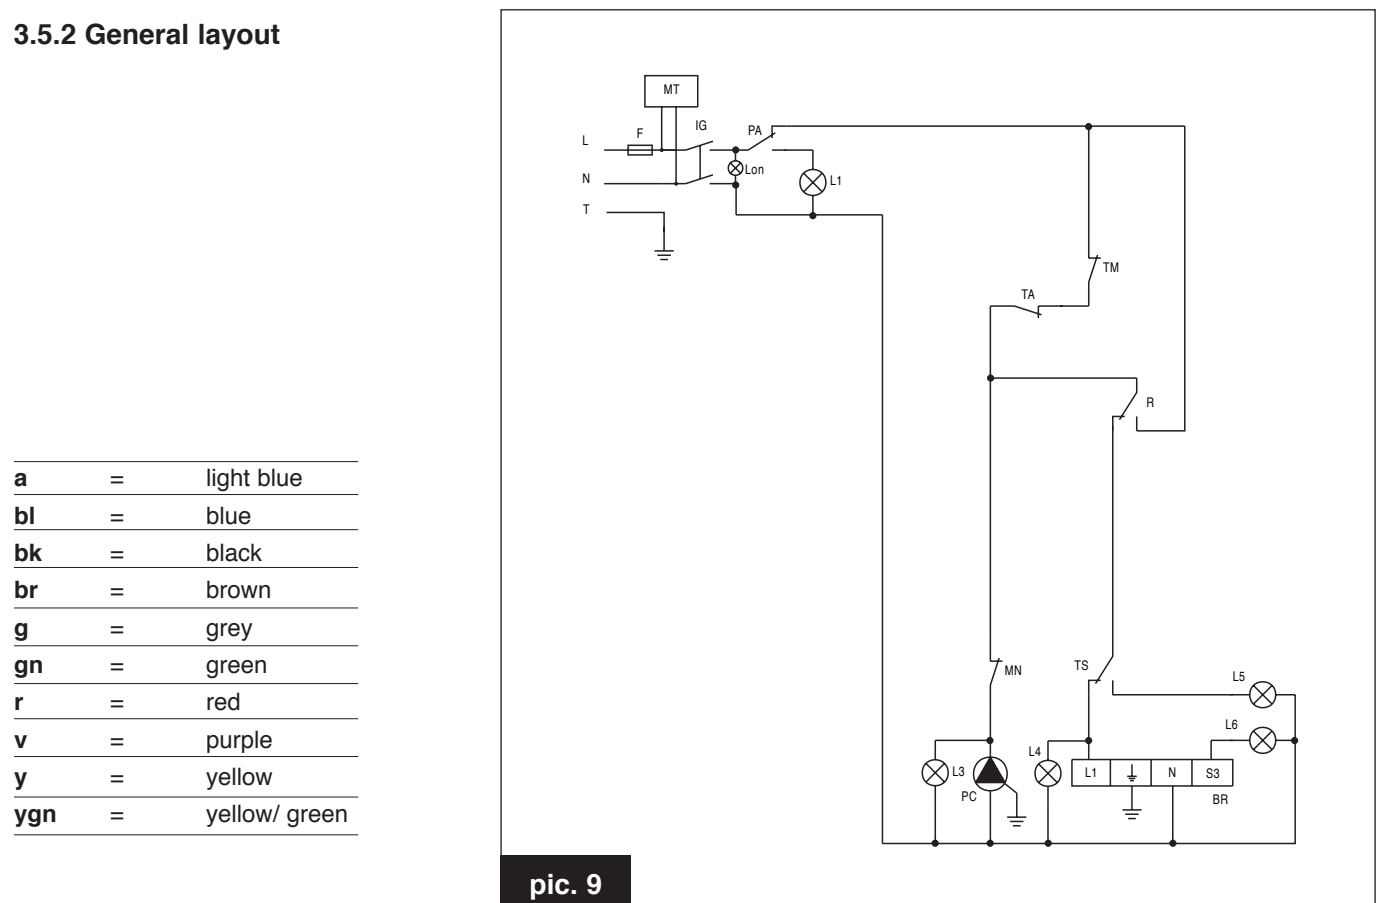 3.5.2 General layout
MT
L F IG PA
Lon
N L1
T
TM
TA
R
a = light blue
bl = blue
bk = black
br = brown
g = grey
gn = green
r = red
v = purple
y = yellow
ygn = yellow/ green
MN TS L5
L6
L3 L4 L1 N S3
PC BR
pic. 9